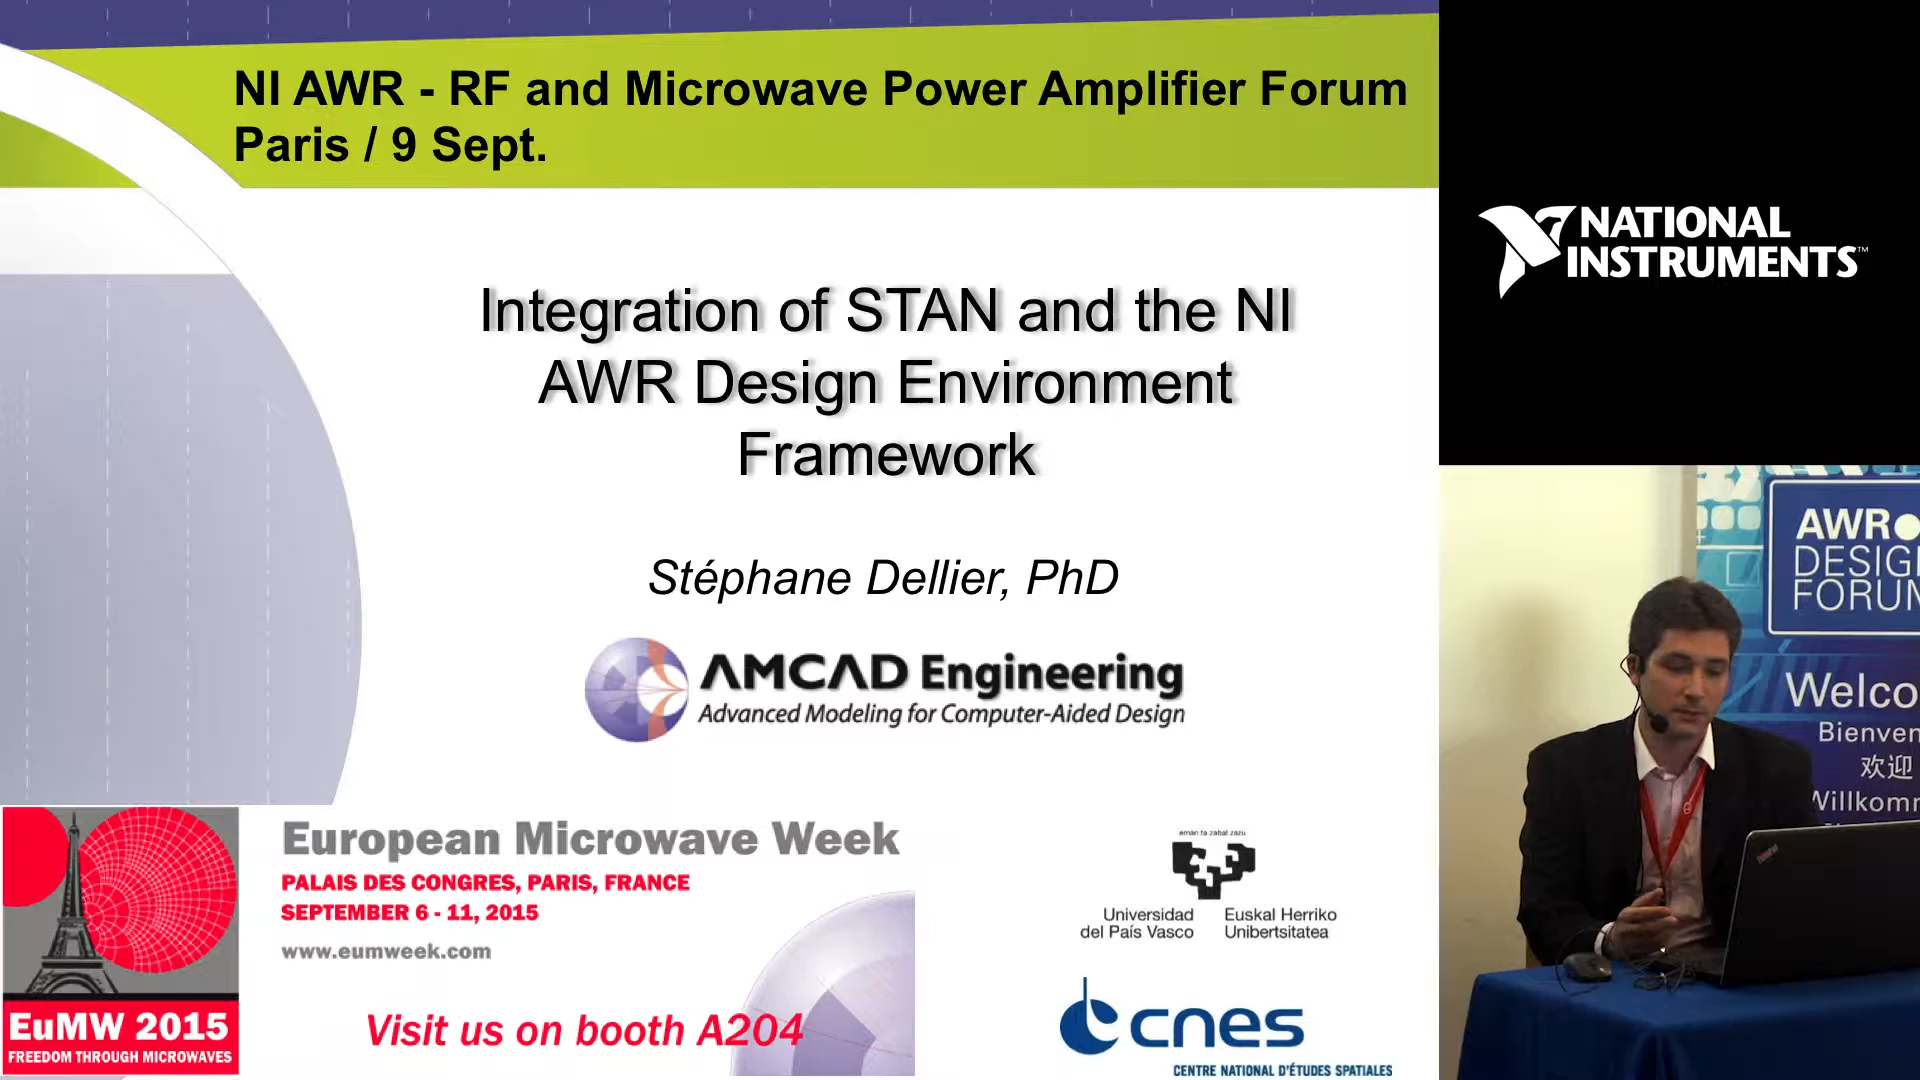 NI AWR - RF and Microwave Power Amplifier Forum
Paris / 9 Sept.
Integration of STAN and the NI
AWR Design Environment
Framework
Stéphane Dellier, PhD
AMCAD Engineering
Advanced Modeling for Computer-Aided Design
European Microwave Week
PALAIS DES CONGRES, PARIS, FRANCE
SEPTEMBER 6 - 11, 2015
www.eumweek.com
Visit us on booth A204
EuMW 2015
FREEDOM THROUGH MICROWAVES
eman ta zabal zazu
Universidad
del País Vasco
Euskal Herriko
Unibertsitatea
cnes
CENTRE NATIONAL D'ÉTUDES SPATIALES
NATIONAL
INSTRUMENTS™
AWR
DESIG
FORUM
Welco
Bienven
欢迎
Willkomm
ThinkPad